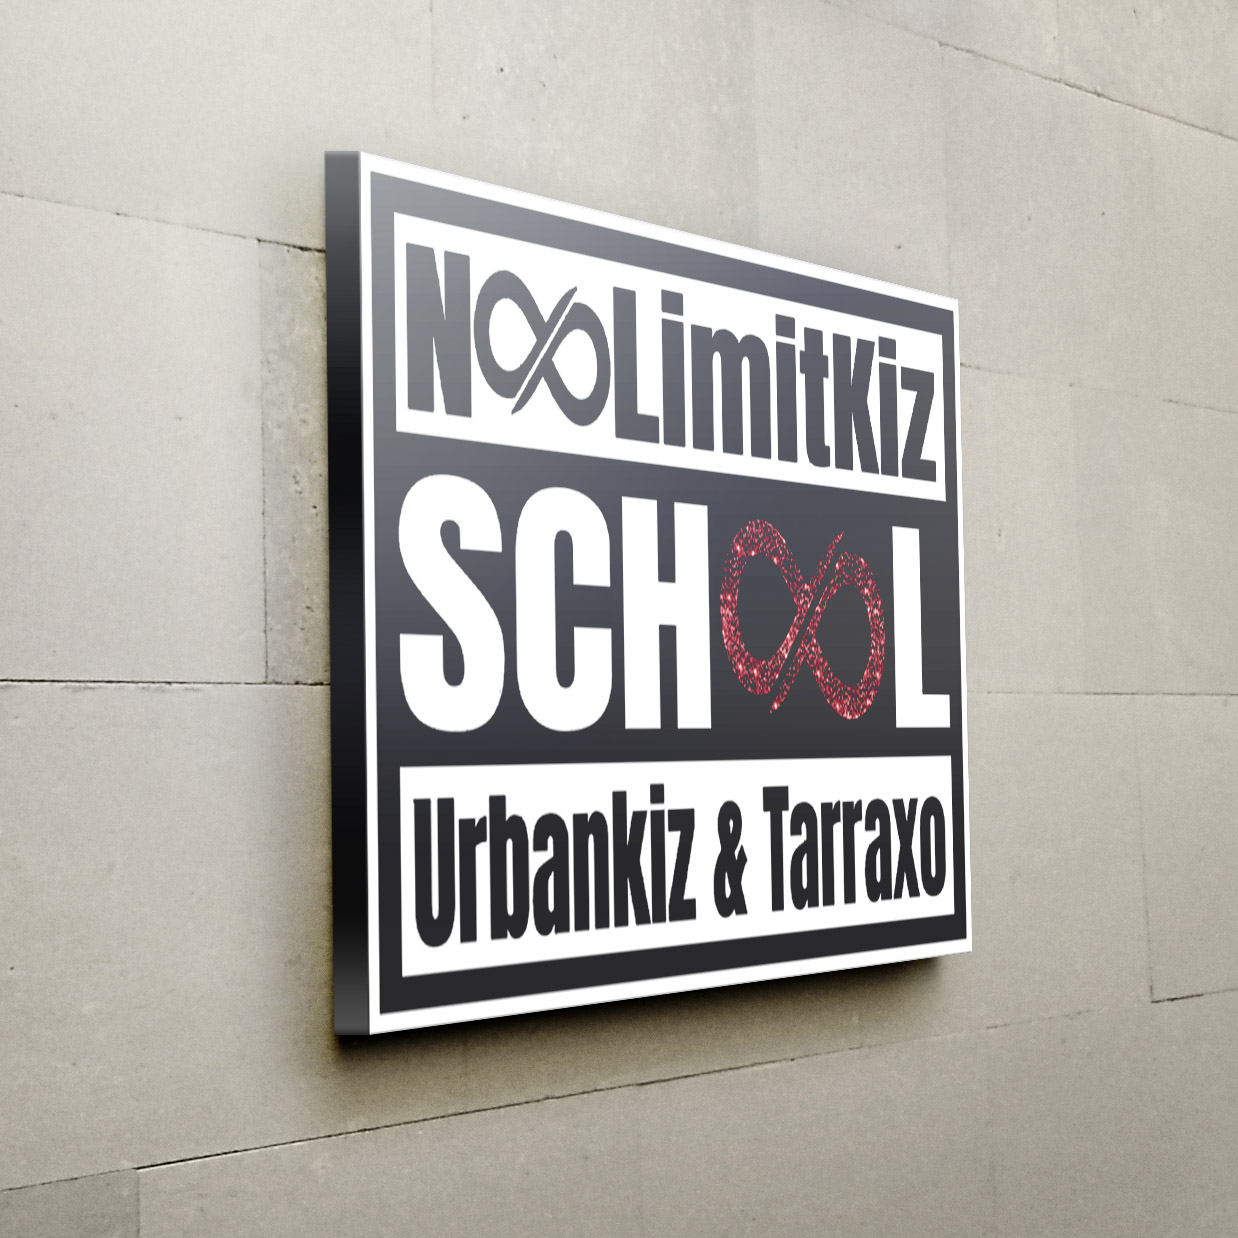 N∞LimitKiz
SCH∞L
Urbankiz & Tarraxo